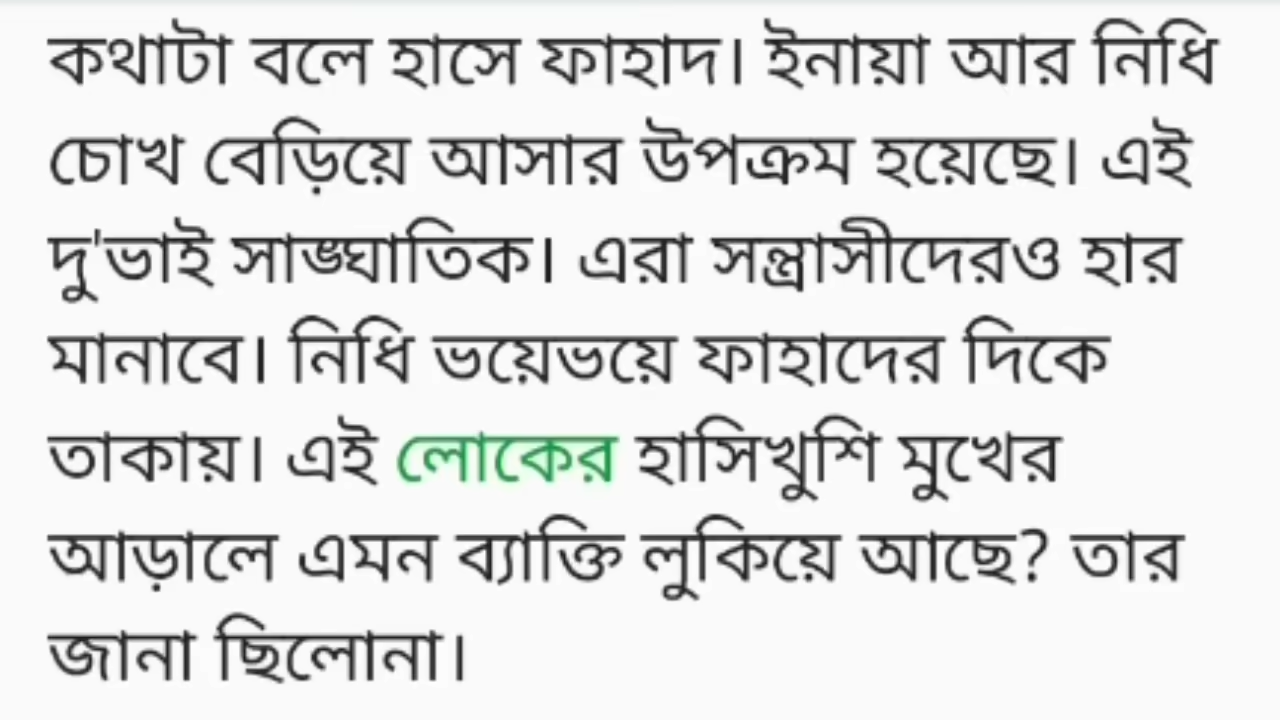 কথাটা বলে হাসে ফাহাদ। ইনায়া আর নিধি
চোখ বেড়িয়ে আসার উপক্রম হয়েছে। এই
দু'ভাই সাঙ্ঘাতিক। এরা সন্ত্রাসীদেরও হার
মানাবে। নিধি ভয়েভয়ে ফাহাদের দিকে
তাকায়। এই লোকের হাসিখুশি মুখের
আড়ালে এমন ব্যাক্তি লুকিয়ে আছে? তার
জানা ছিলোনা।